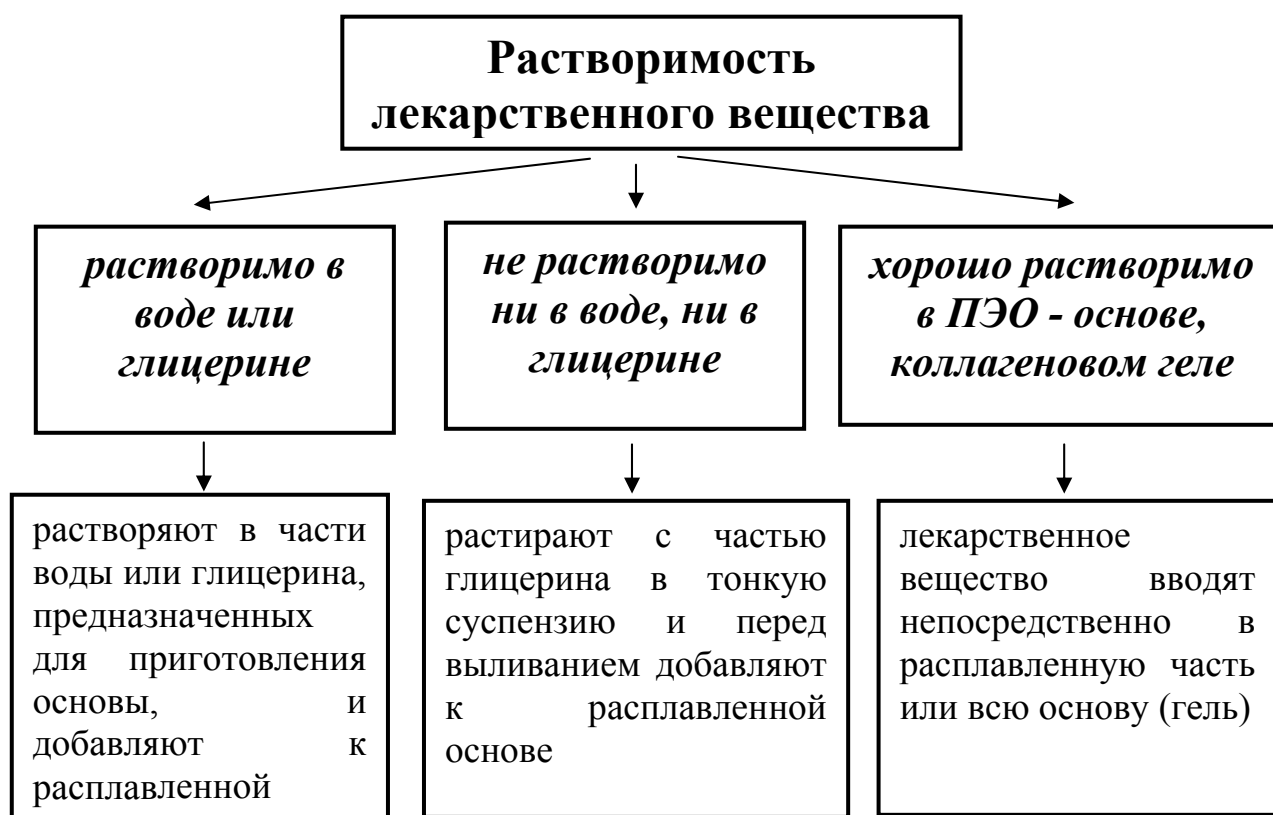 Растворимость
лекарственного вещества
растворимо в
воде или
глицерине
не растворимо
ни в воде, ни в
глицерине
хорошо растворимо
в ПЭО - основе,
коллагеновом геле
растворяют в части
воды или глицерина,
предназначенных
для приготовления
основы, и
добавляют к
расплавленной
растирают с частью
глицерина в тонкую
суспензию и перед
выливанием добавляют
к расплавленной
основе
лекарственное
вещество вводят
непосредственно в
расплавленную часть
или всю основу (гель)